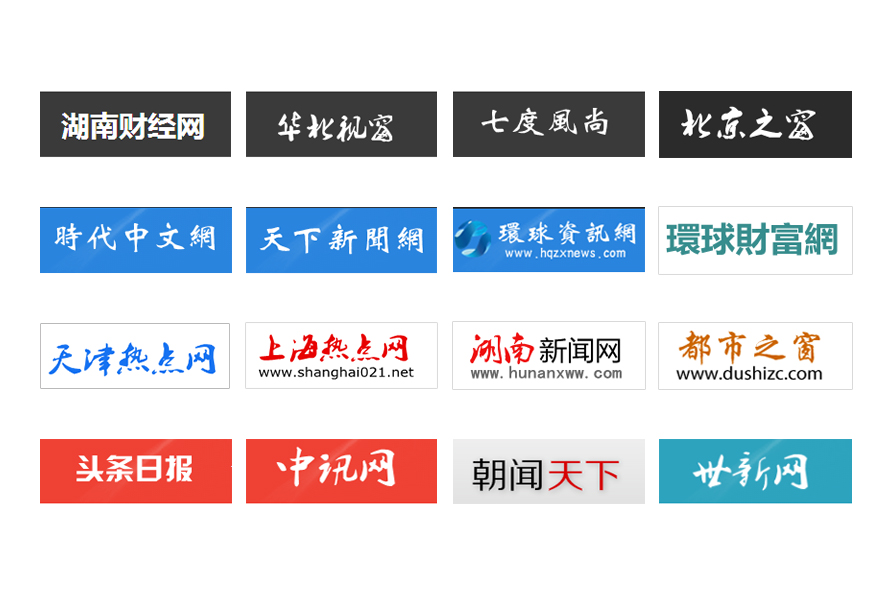 湖南财经网
华北视窗
七度風尚
北京之窗
時代中文網
天下新聞網
環球資訊網
www.hqzxnews.com
環球財富網
天津热点网
上海热点网
www.shanghai021.net
湖南新闻网
www.hunanxww.com
都市之窗
www.dushizc.com
头条日报
中讯网
朝闻天下
世新网